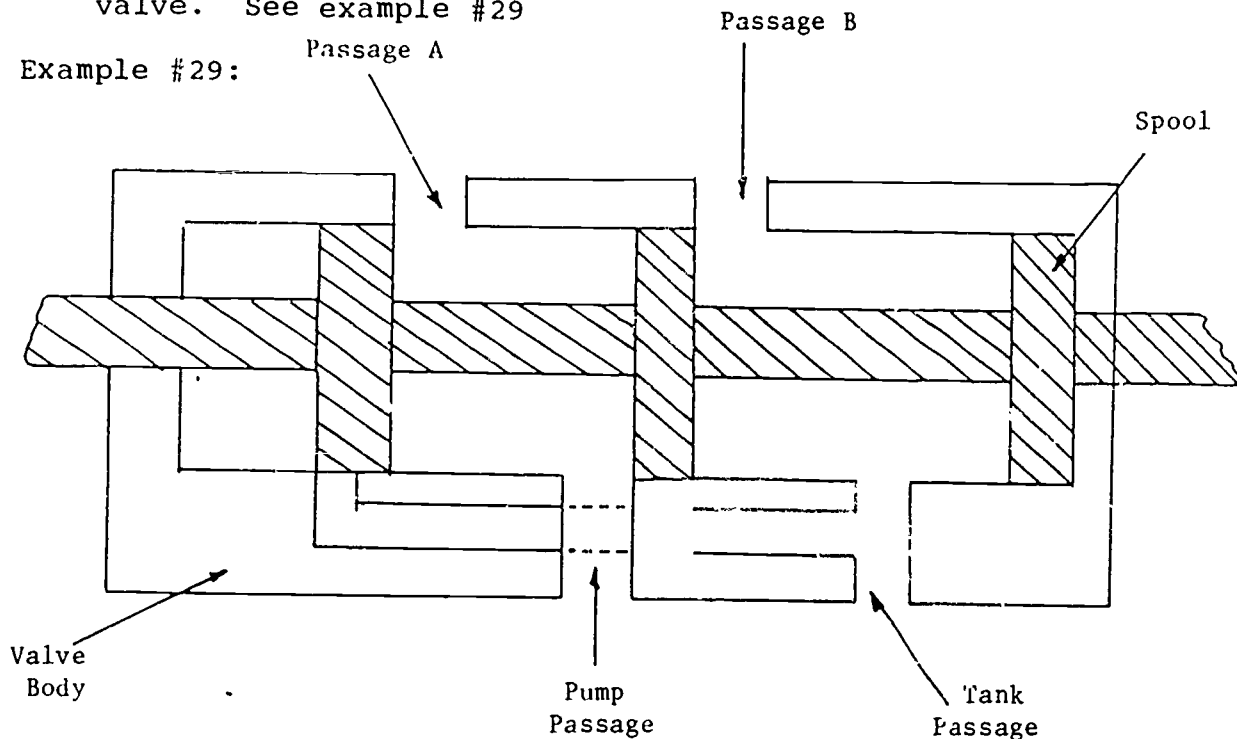 valve. See example #29
Example #29:
Passage A
Passage B
Spool
Valve
Body
Pump
Passage
Tank
Passage